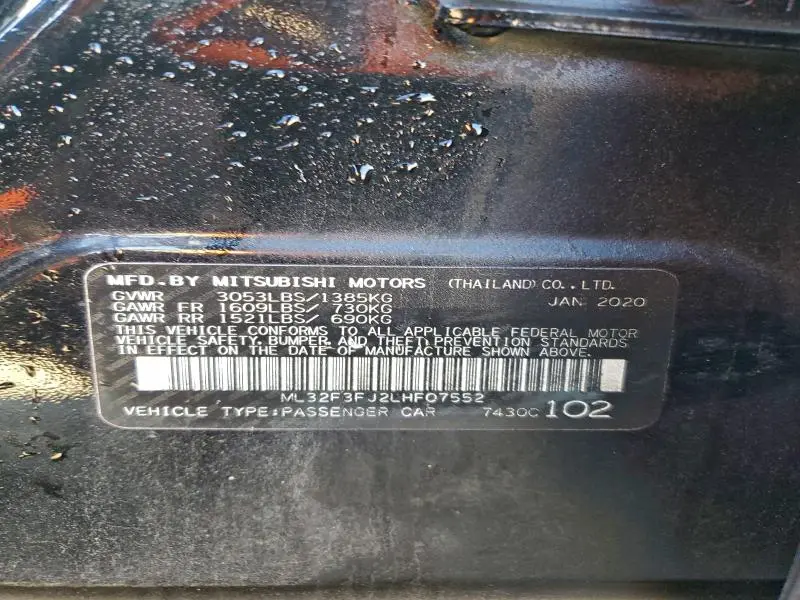 MFD. BY MITSUBISHI MOTORS (THAILAND) CO., LTD.
GVWR 3053LBS/1385KG JAN 2020
GAWR FR 1609LBS/ 730KG
GAWR RR 1521LBS/ 690KG
THIS VEHICLE CONFORMS TO ALL APPLICABLE FEDERAL MOTOR
VEHICLE SAFETY, BUMPER, AND THEFT PREVENTION STANDARDS
IN EFFECT ON THE DATE OF MANUFACTURE SHOWN ABOVE.
ML32F3FJ2LHF07552
VEHICLE TYPE:PASSENGER CAR 7430C 102